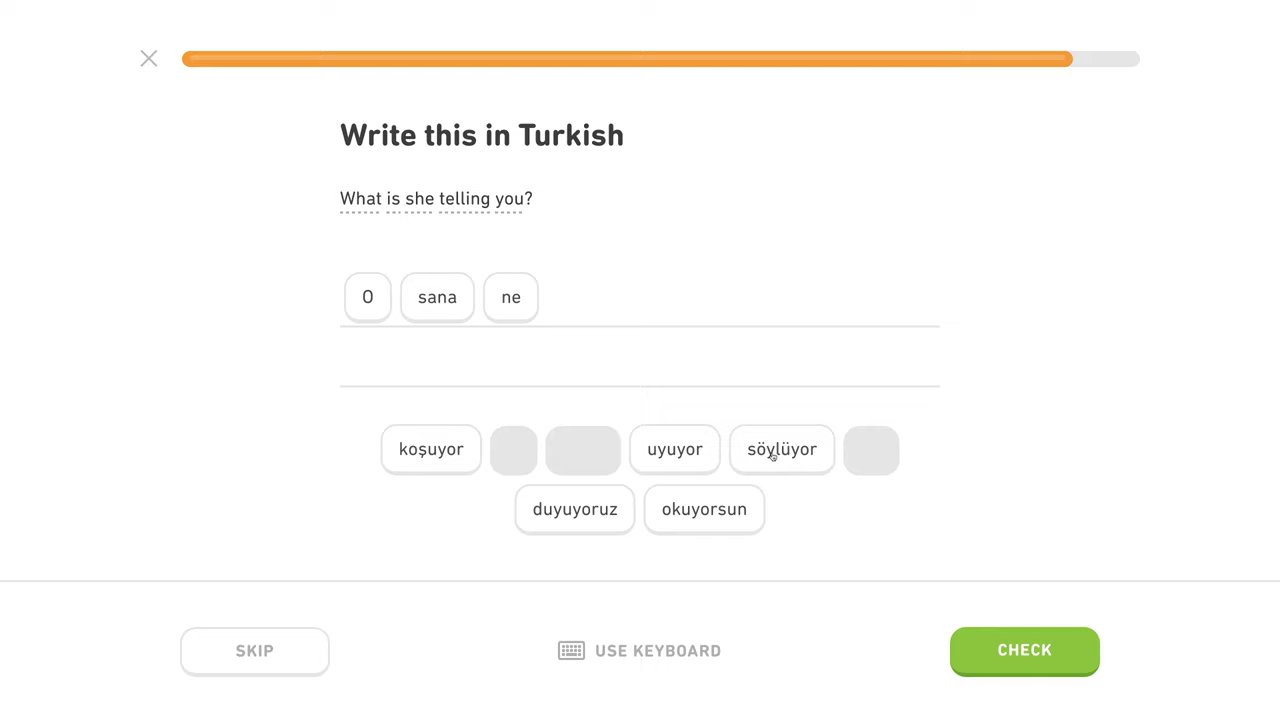 Write this in Turkish
What is she telling you?
O sana ne
koşuyor uyuyor söylüyor
duyuyoruz okuyorsun
SKIP USE KEYBOARD CHECK